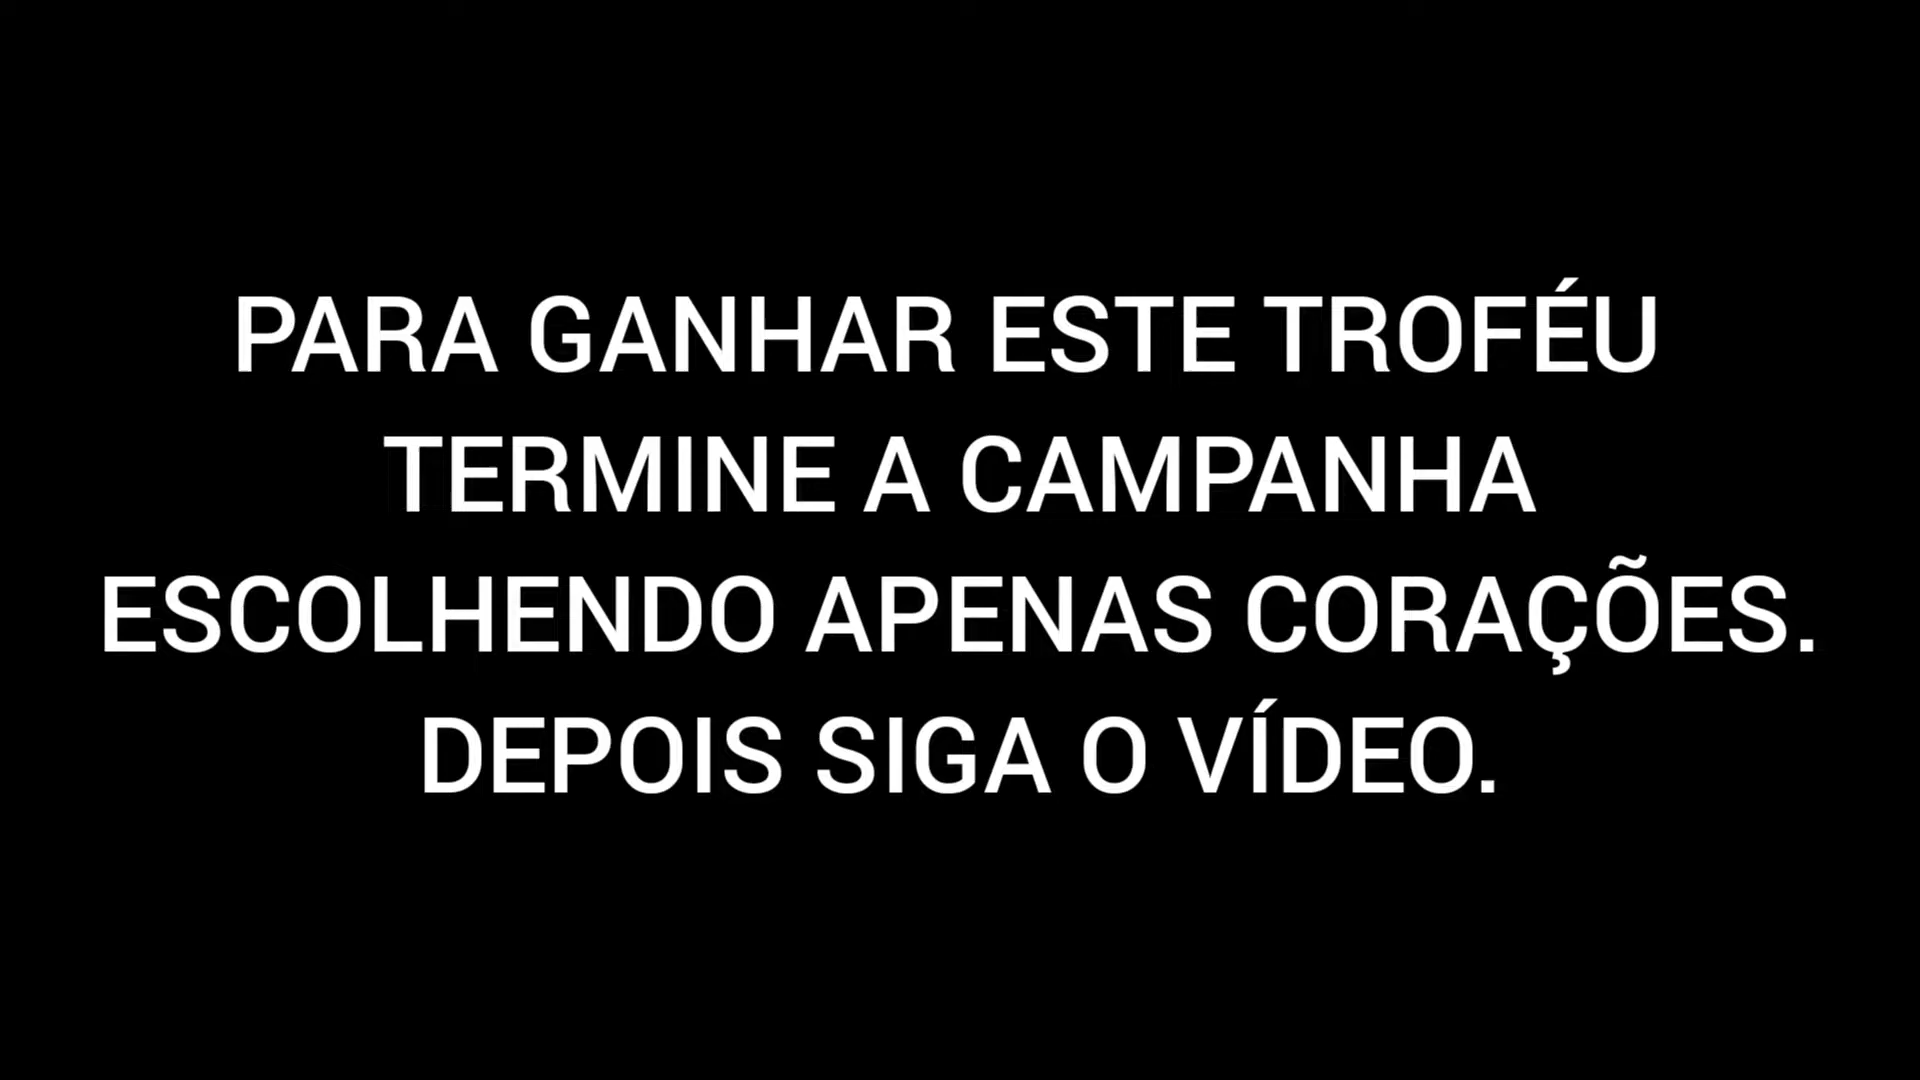 PARA GANHAR ESTE TROFÉU
TERMINE A CAMPANHA
ESCOLHENDO APENAS CORAÇÕES.
DEPOIS SIGA O VÍDEO.